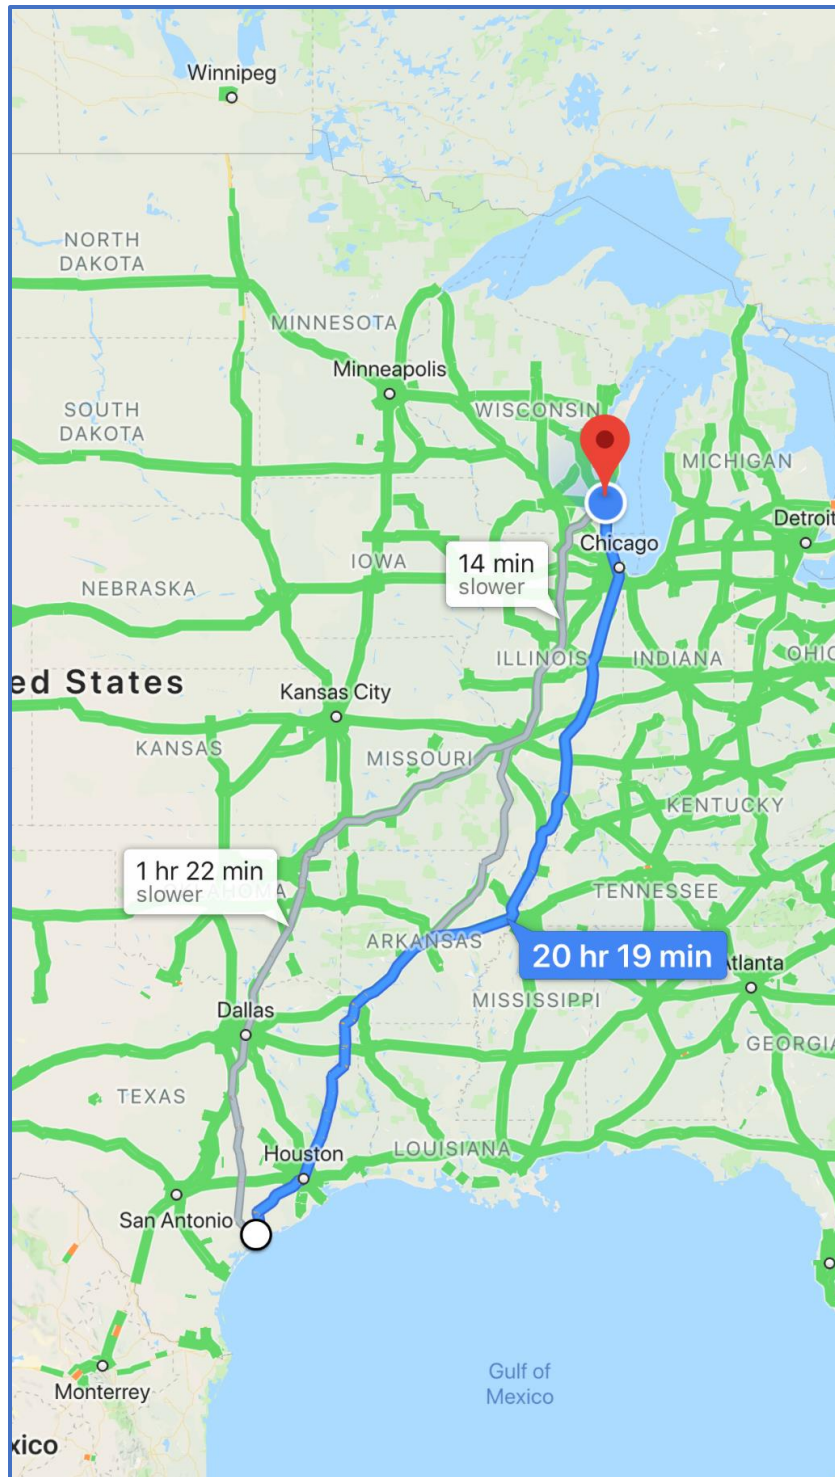 Winnipeg
NORTH
DAKOTA
MINNESOTA
Minneapolis
SOUTH
DAKOTA
WISCONSIN
MICHIGAN
Detroit
Chicago
14 min
slower
IOWA
NEBRASKA
ILLINOIS
INDIANA
OHIO
ed States
Kansas City
KANSAS
MISSOURI
KENTUCKY
1 hr 22 min
slower
OKLAHOMA
TENNESSEE
ARKANSAS
20 hr 19 min
Atlanta
MISSISSIPPI
Dallas
GEORGIA
TEXAS
Houston
LOUISIANA
San Antonio
Gulf of
Mexico
Monterrey
xico